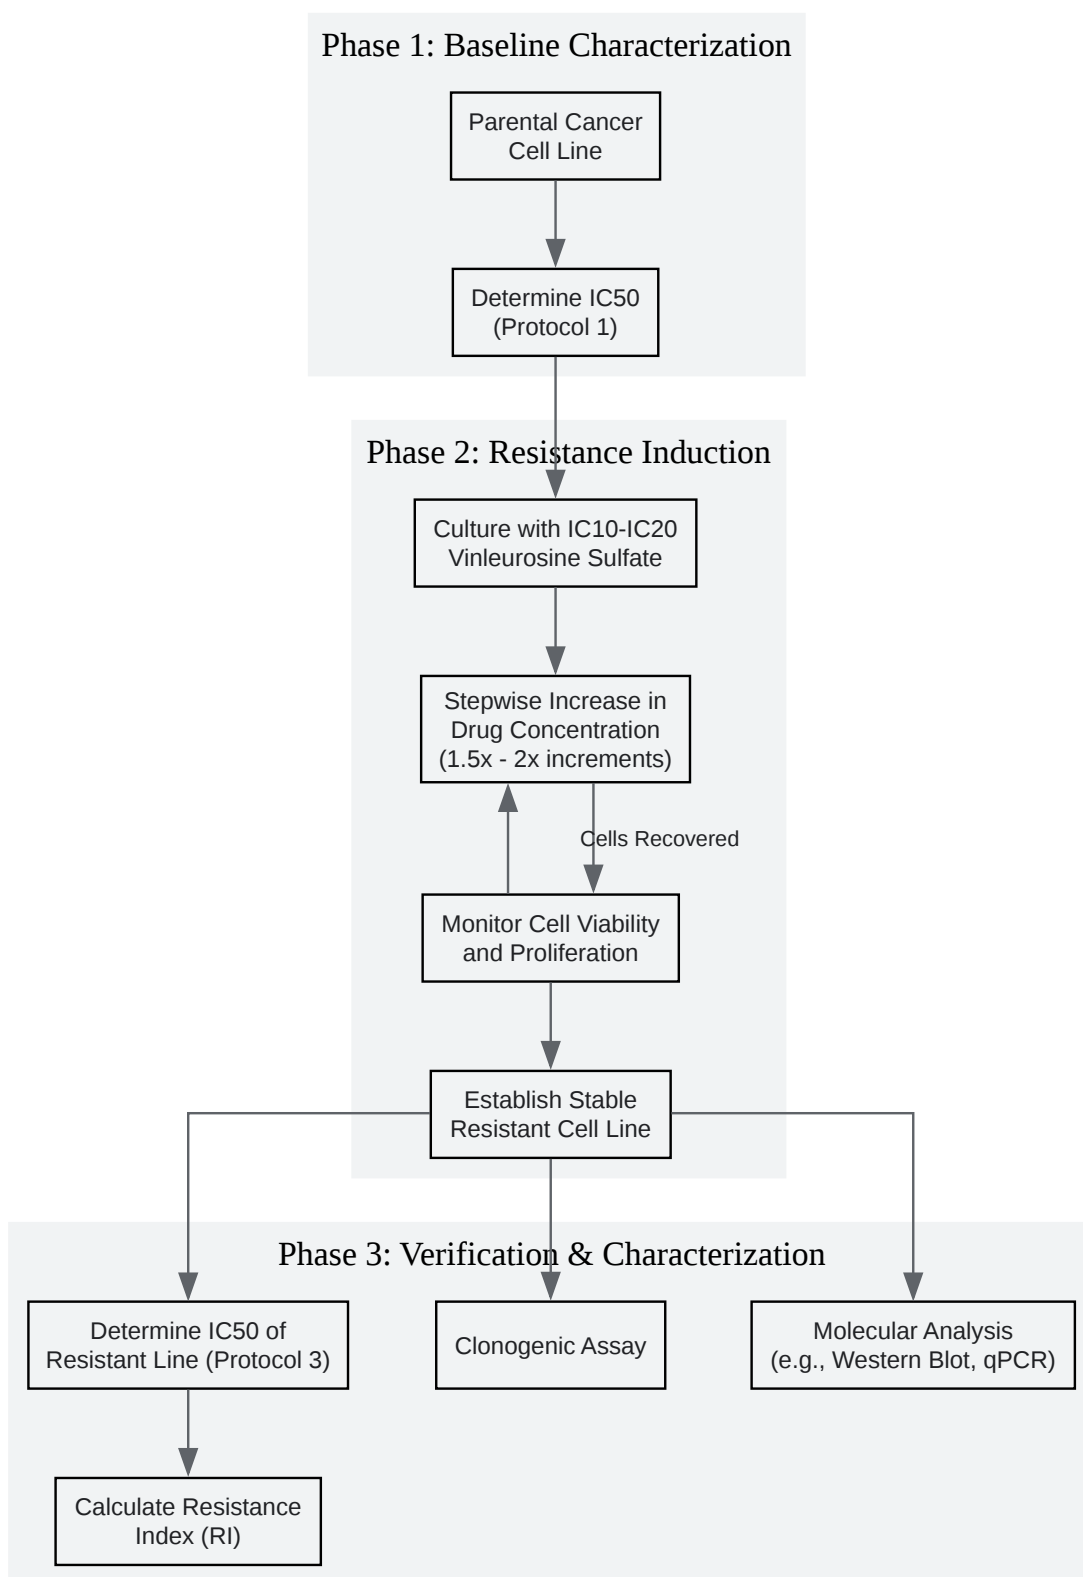 Phase 1: Baseline Characterization
Parental Cancer
Cell Line
Determine IC50
(Protocol 1)
Phase 2: Resistance Induction
Culture with IC10-IC20
Vinleurosine Sulfate
Stepwise Increase in
Drug Concentration
(1.5x - 2x increments)
Cells Recovered
Monitor Cell Viability
and Proliferation
Establish Stable
Resistant Cell Line
Phase 3: Verification & Characterization
Determine IC50 of
Resistant Line (Protocol 3)
Clonogenic Assay
Molecular Analysis
(e.g., Western Blot, qPCR)
Calculate Resistance
Index (RI)